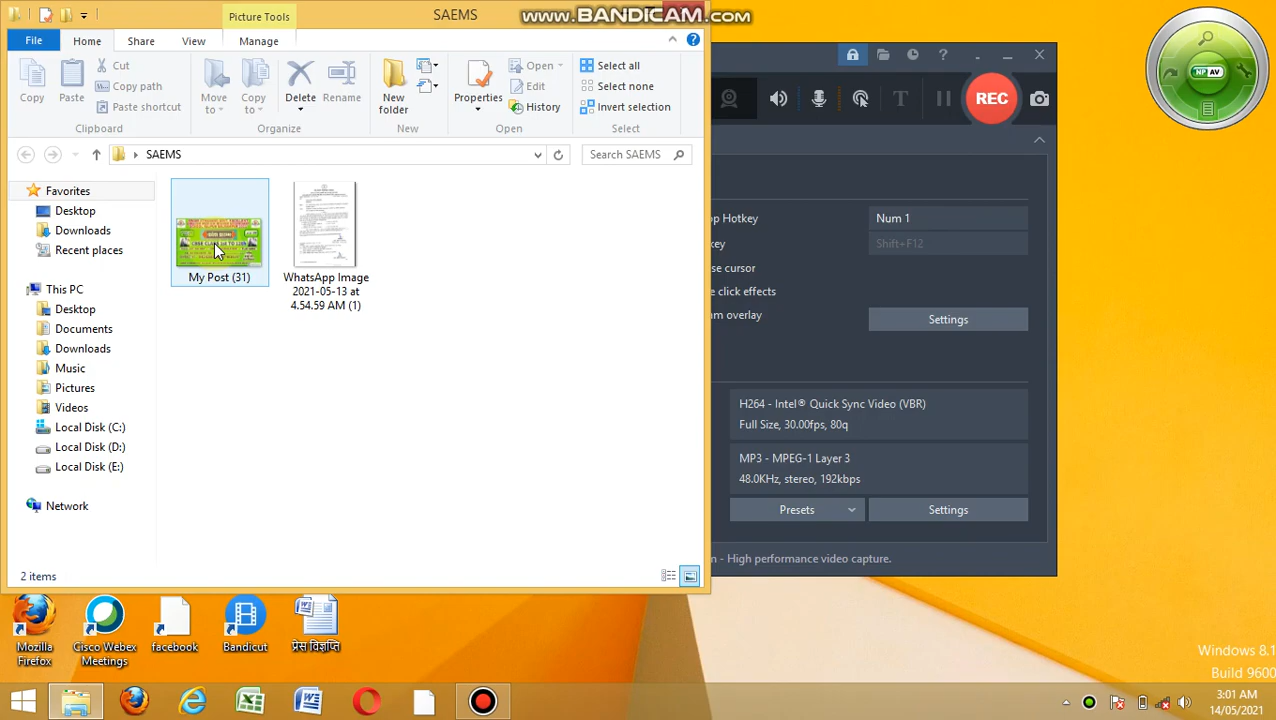 Picture Tools
SAEMS
www.BANDICAM.com
File
Home
Share
View
Manage
Copy
Paste
Cut
Copy path
Paste shortcut
Clipboard
Move to
Copy to
Delete
Rename
Organize
New folder
New
Properties
Open
Edit
History
Open
Select all
Select none
Invert selection
Select
SAEMS
Search SAEMS
Favorites
Desktop
Downloads
Recent places
This PC
Desktop
Documents
Downloads
Music
Pictures
Videos
Local Disk (C:)
Local Disk (D:)
Local Disk (E:)
Network
My Post (31)
WhatsApp Image
2021-05-13 at
4.54.59 AM (1)
2 items
REC
op Hotkey
Num 1
key
Shift+F12
se cursor
e click effects
rm overlay
Settings
H264 - Intel® Quick Sync Video (VBR)
Full Size, 30.00fps, 80q
MP3 - MPEG-1 Layer 3
48.0KHz, stereo, 192kbps
Presets
Settings
n - High performance video capture.
NP AV
Mozilla
Firefox
Cisco Webex
Meetings
facebook
Bandicut
प्रेस विज्ञप्ति
Windows 8.1
Build 9600
3:01 AM
14/05/2021